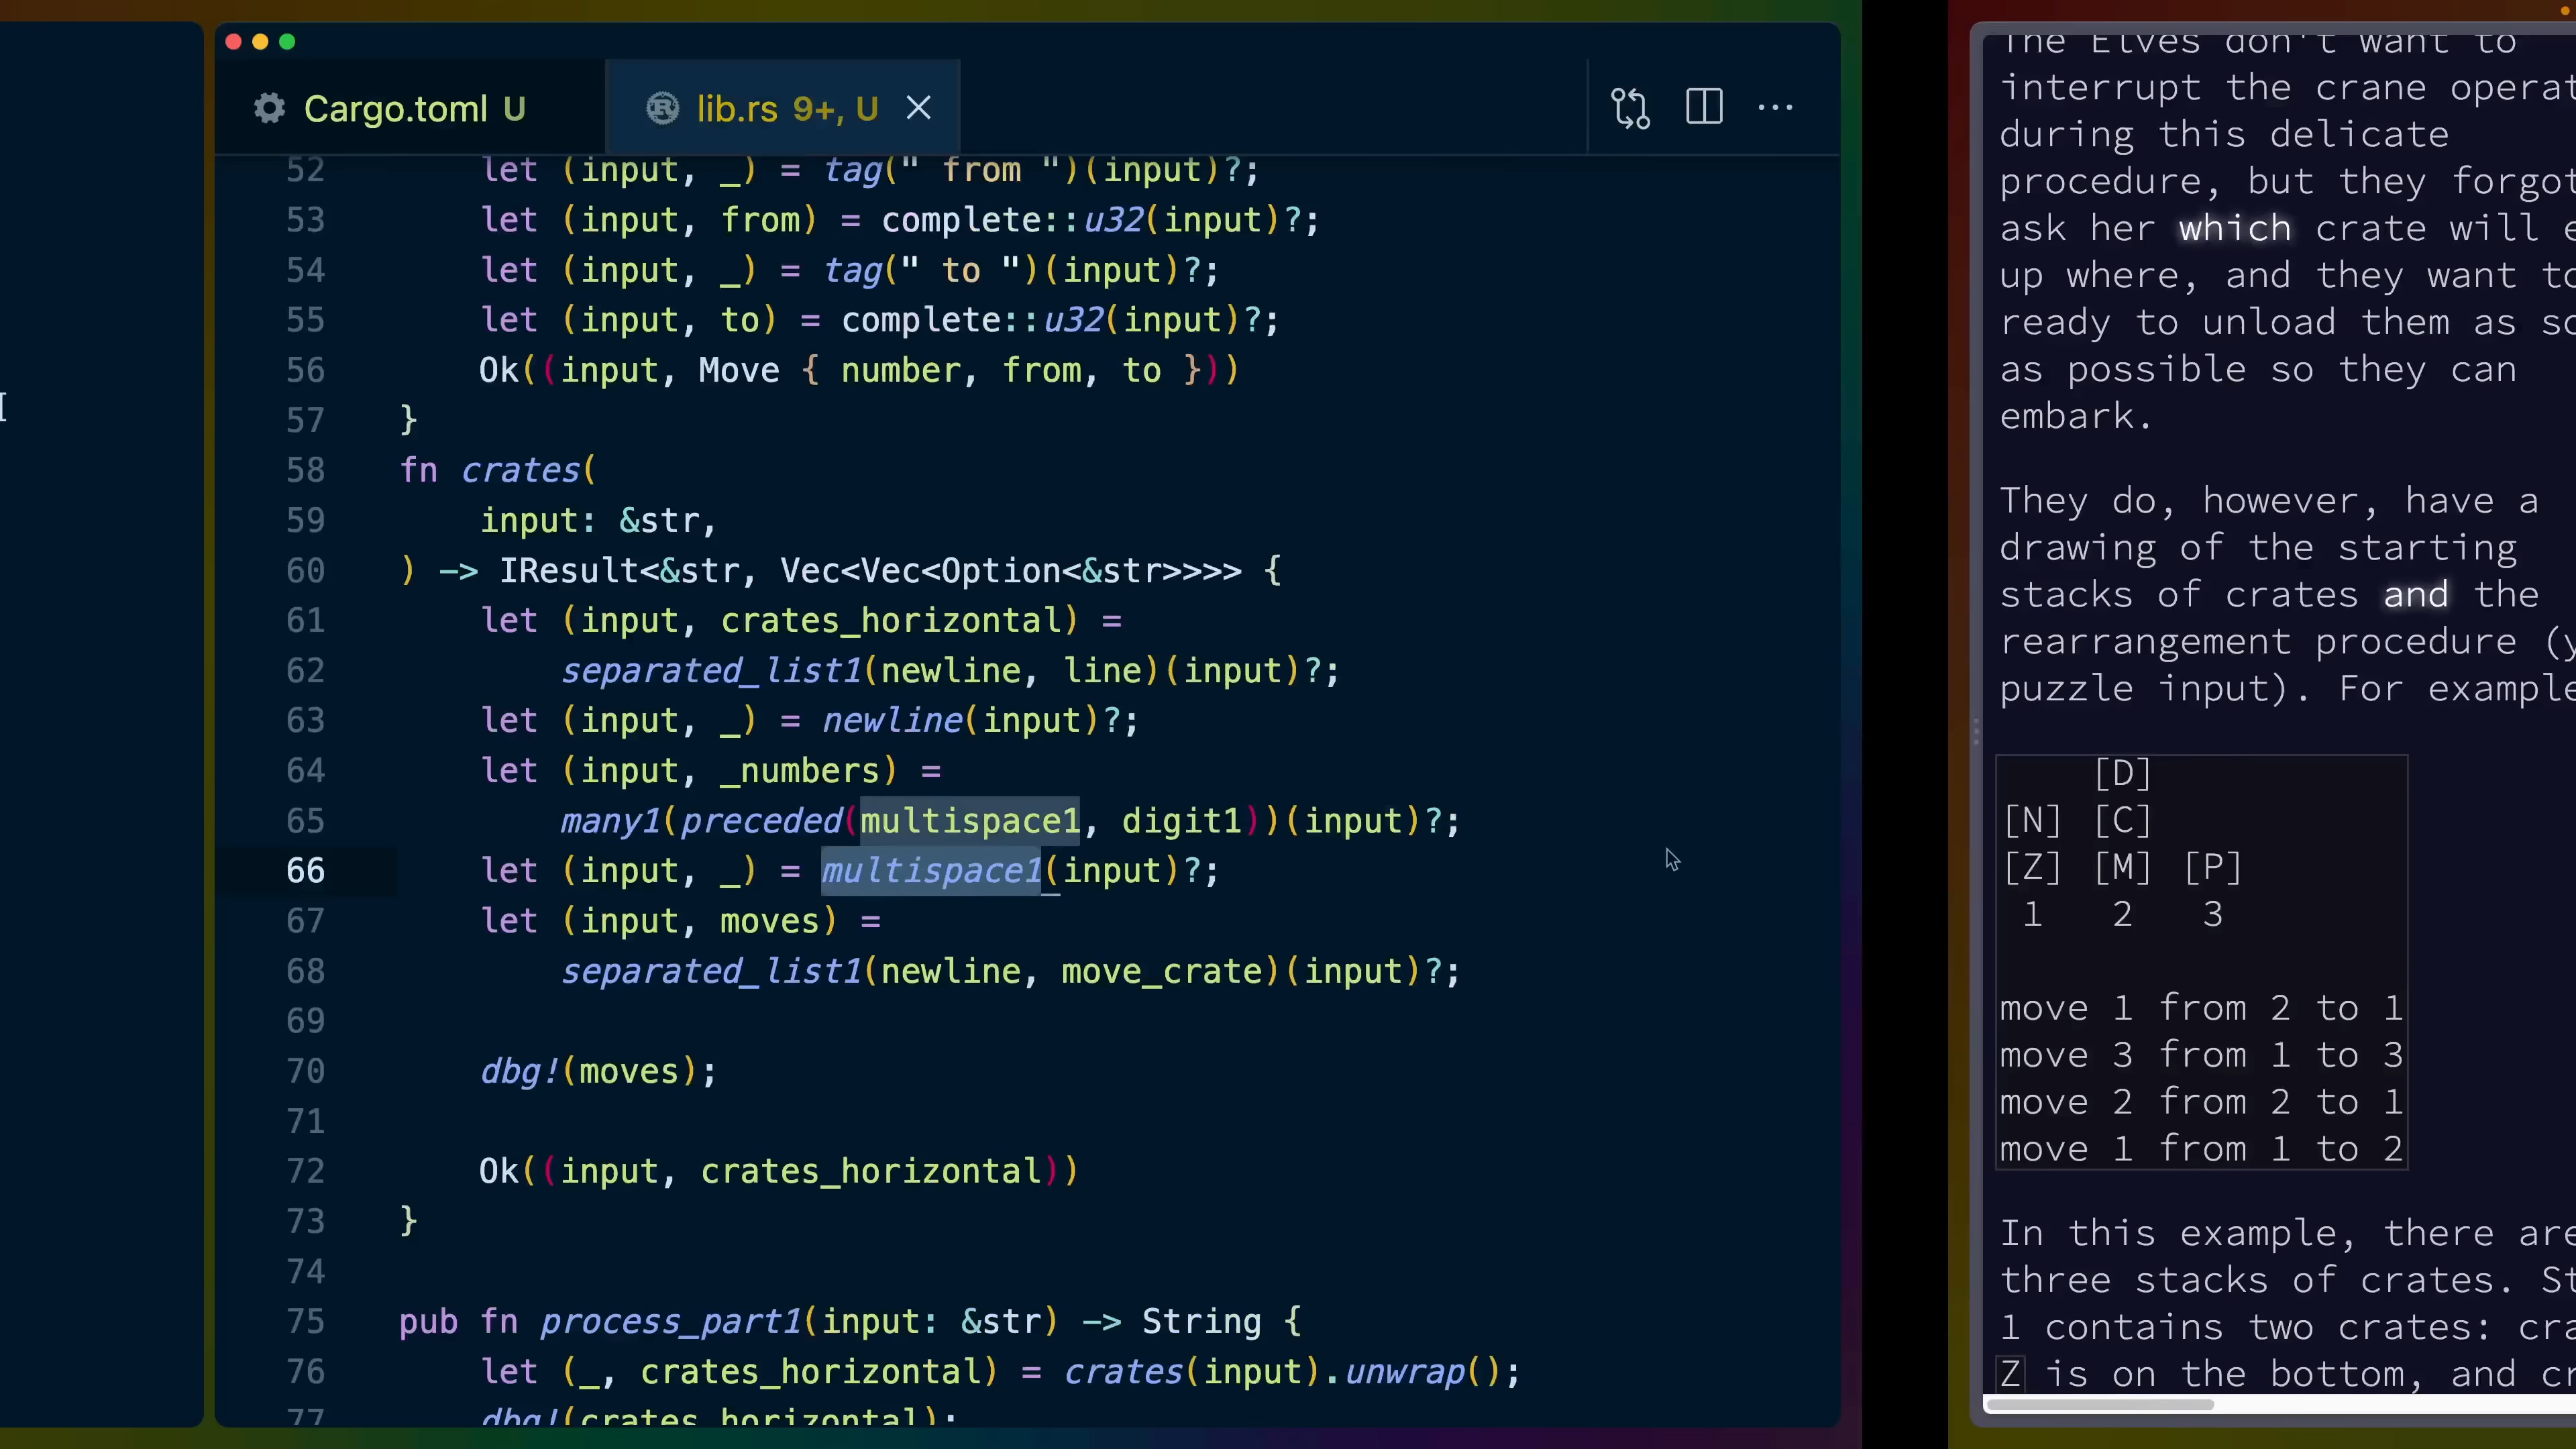 Cargo.toml U
lib.rs 9+, U
52 let (input, _) = tag(" from ")(input)?;
53 let (input, from) = complete::u32(input)?;
54 let (input, _) = tag(" to ")(input)?;
55 let (input, to) = complete::u32(input)?;
56 Ok((input, Move { number, from, to }))
57 }
58 fn crates(
59 input: &str,
60 ) -> IResult<&str, Vec<Vec<Option<&str>>>> {
61 let (input, crates_horizontal) =
62 separated_list1(newline, line)(input)?;
63 let (input, _) = newline(input)?;
64 let (input, _numbers) =
65 many1(preceded(multispace1, digit1))(input)?;
66 let (input, _) = multispace1(input)?;
67 let (input, moves) =
68 separated_list1(newline, move_crate)(input)?;
69
70 dbg!(moves);
71
72 Ok((input, crates_horizontal))
73 }
74
75 pub fn process_part1(input: &str) -> String {
76 let (_, crates_horizontal) = crates(input).unwrap();
77 dbg!(crates_horizontal);
The Elves don't want to
interrupt the crane operat
during this delicate
procedure, but they forgot
ask her which crate will e
up where, and they want to
ready to unload them as so
as possible so they can
embark.
They do, however, have a
drawing of the starting
stacks of crates and the
rearrangement procedure (y
puzzle input). For example
[D]
[N] [C]
[Z] [M] [P]
1 2 3
move 1 from 2 to 1
move 3 from 1 to 3
move 2 from 2 to 1
move 1 from 1 to 2
In this example, there are
three stacks of crates. St
1 contains two crates: cra
Z is on the bottom, and cr